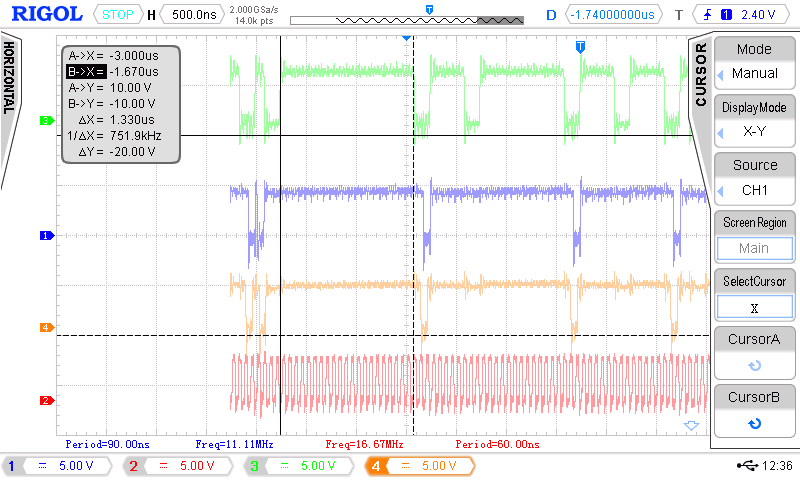 RIGOL STOP H 500.0ns 2.000GSa/s D -1.74000000us T 1 2.40 V
14.0k pts
HORIZONTAL
T
T
A->X = -3.000us
B->X = -1.670us
A->Y = 10.00 V
B->Y = -10.00 V
ΔX = 1.330us
1/ΔX = 751.9kHz
ΔY = -20.00 V
3
1
4
2
Period=90.00ns Freq=11.11MHz Freq=16.67MHz Period=60.00ns
CURSOR
Mode
Manual
DisplayMode
X-Y
Source
CH1
Screen Region
Main
SelectCursor
X
CursorA
CursorB
1 5.00 V 2 5.00 V 3 5.00 V 4 5.00 V 12:36